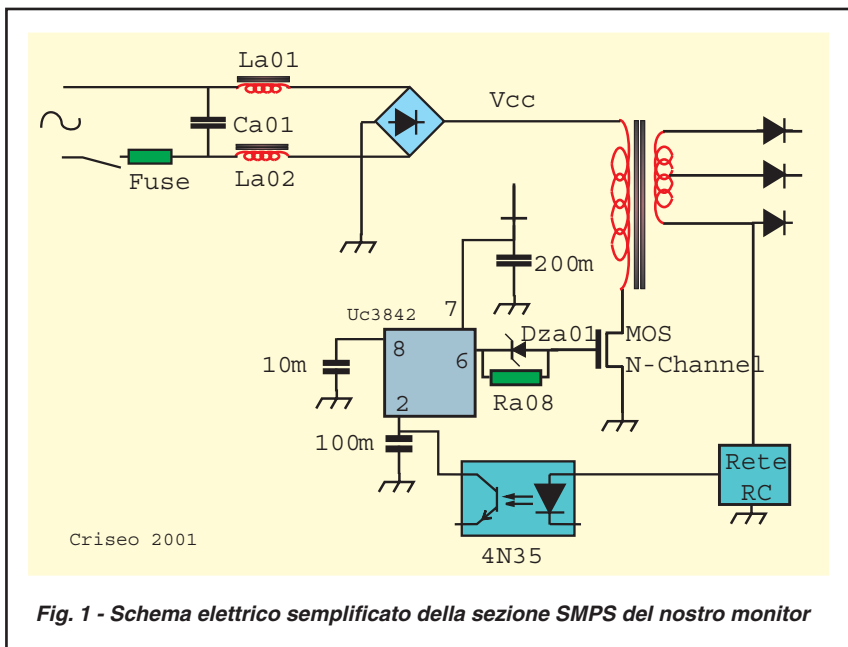 La01
Vcc
Ca01
Fuse
La02
200m
7
Uc3842
Dza01
MOS
8
10m
6
N-Channel
2
Ra08
100m
Rete
RC
Criseo 2001
4N35
Fig. 1 - Schema elettrico semplificato della sezione SMPS del nostro monitor